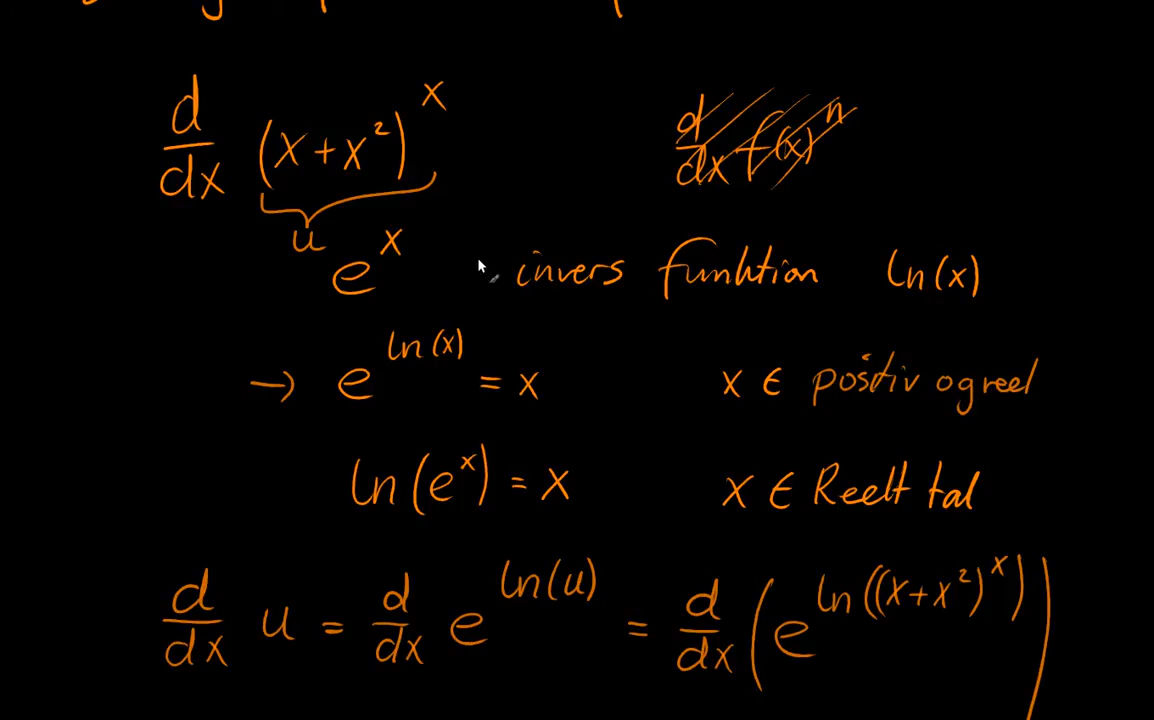 d/dx (x+x²)^x d/dx f(x)^n
u
e^x invers funktion ln(x)
→ e^ln(x) = x x ∈ positiv og reel
ln(e^x) = x x ∈ Reelt tal
d/dx u = d/dx e^ln(u) = d/dx (e^ln((x+x²)^x))